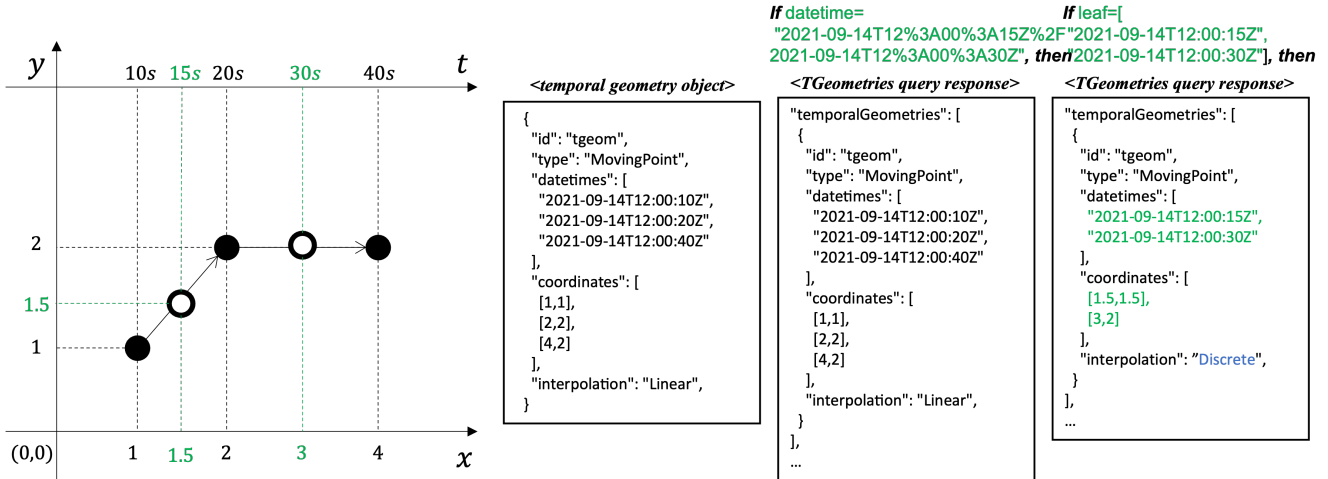 y
10s 15s 20s 30s 40s
t
2
1.5
1
(0,0)
1 1.5 2 3 4
x
<temporal geometry object>
{
"id": "tgeom",
"type": "MovingPoint",
"datetimes": [
"2021-09-14T12:00:10Z",
"2021-09-14T12:00:20Z",
"2021-09-14T12:00:40Z"
],
"coordinates": [
[1,1],
[2,2],
[4,2]
],
"interpolation": "Linear",
}
If datetime=
"2021-09-14T12%3A00%3A15Z%2F
2021-09-14T12%3A00%3A30Z", then
<TGeometries query response>
"temporalGeometries": [
{
"id": "tgeom",
"type": "MovingPoint",
"datetimes": [
"2021-09-14T12:00:10Z",
"2021-09-14T12:00:20Z",
"2021-09-14T12:00:40Z"
],
"coordinates": [
[1,1],
[2,2],
[4,2]
],
"interpolation": "Linear",
}
],
...
If leaf=[
"2021-09-14T12:00:15Z",
"2021-09-14T12:00:30Z"], then
<TGeometries query response>
"temporalGeometries": [
{
"id": "tgeom",
"type": "MovingPoint",
"datetimes": [
"2021-09-14T12:00:15Z",
"2021-09-14T12:00:30Z"
],
"coordinates": [
[1.5,1.5],
[3,2]
],
"interpolation": ”Discrete",
}
],
...